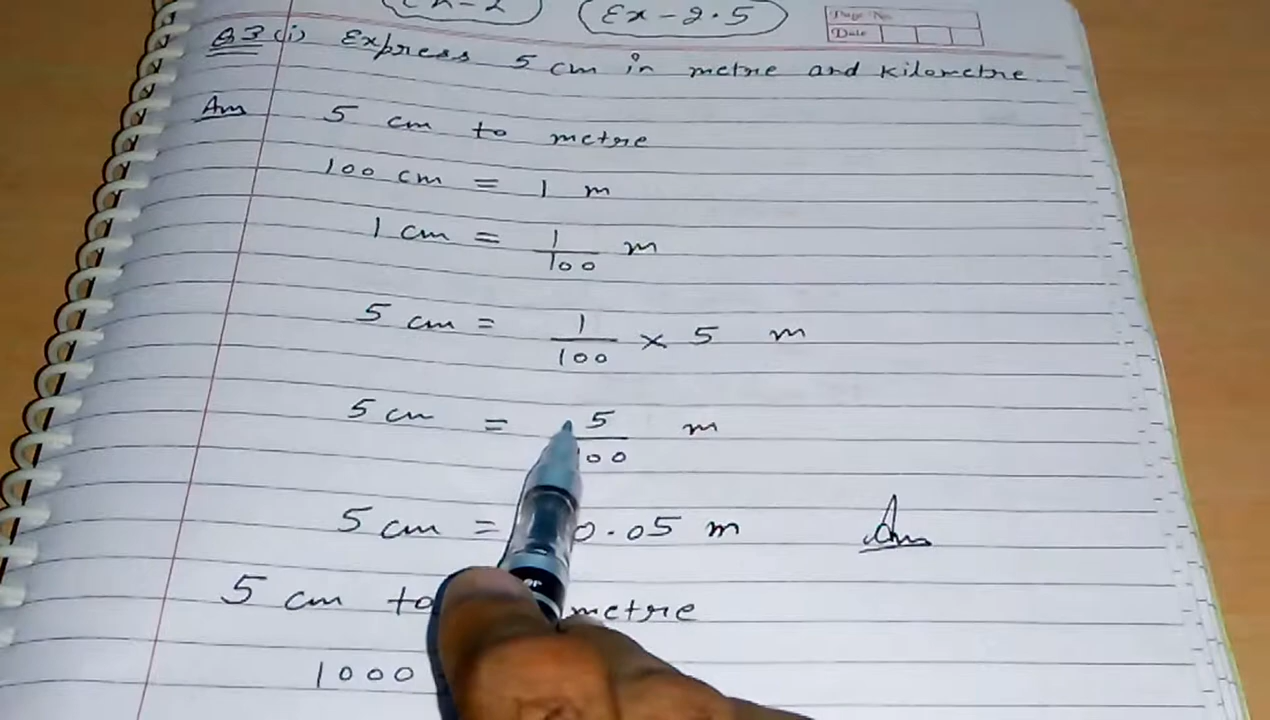 Ex-2.5
Page No.
Date
Q3 (i) Express 5 cm in metre and kilometre.
Ans 5 cm to metre
100 cm = 1 m
1 cm = 1/100 m
5 cm = 1/100 × 5 m
5 cm = 5/100 m
5 cm = 0.05 m Ans
5 cm to metre
1000